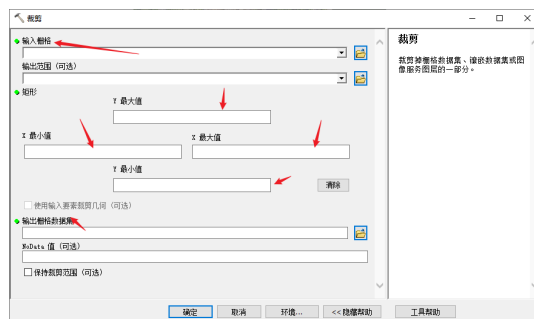 裁剪
输入栅格
输出范围 (可选)
矩形
Y 最大值
X 最小值
X 最大值
Y 最小值
清除
使用输入要素裁剪几何 (可选)
输出栅格数据集
NoData 值 (可选)
保持裁剪范围 (可选)
裁剪
裁剪掉栅格数据集、镶嵌数据集或图
像服务图层的一部分。
确定
取消
环境...
<< 隐藏帮助
工具帮助